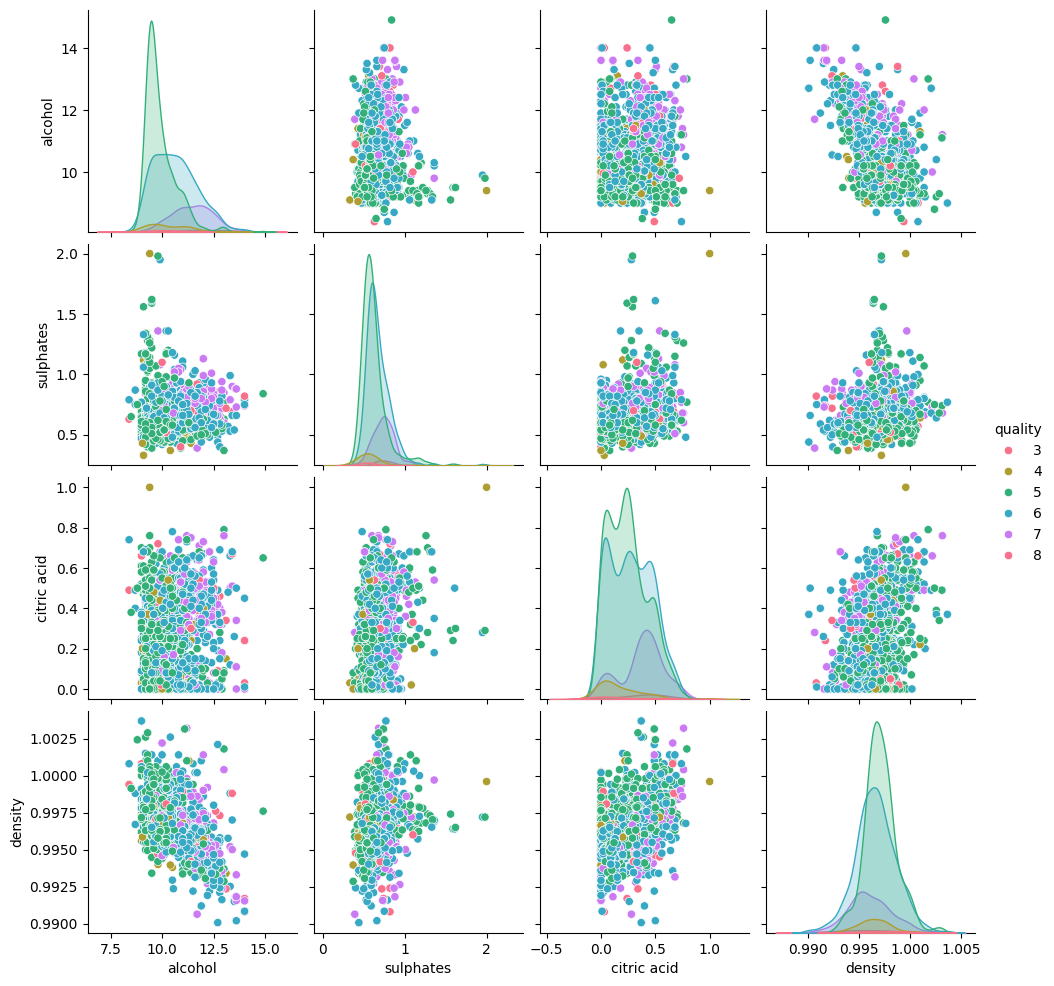 alcohol
14
12
10
sulphates
2.0
1.5
1.0
0.5
quality
3
4
5
6
7
8
citric acid
1.0
0.8
0.6
0.4
0.2
0.0
density
1.0025
1.0000
0.9975
0.9950
0.9925
0.9900
7.5 10.0 12.5 15.0
0 1 2
−0.5 0.0 0.5 1.0
0.990 0.995 1.000 1.005
alcohol sulphates citric acid density